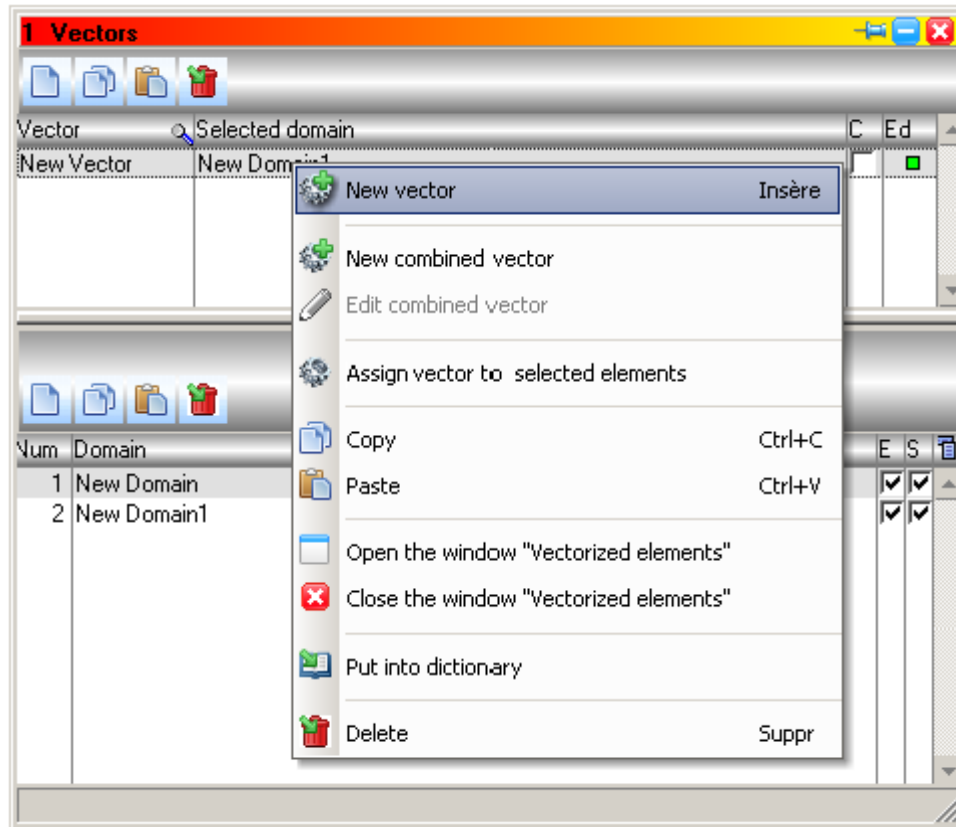 1 Vectors
Vector Selected domain C Ed
New Vector New Domain1
New vector Insère
New combined vector
Edit combined vector
Assign vector to selected elements
Copy Ctrl+C
Paste Ctrl+V
Open the window "Vectorized elements"
Close the window "Vectorized elements"
Put into dictionary
Delete Suppr
Num Domain E S
1 New Domain
2 New Domain1